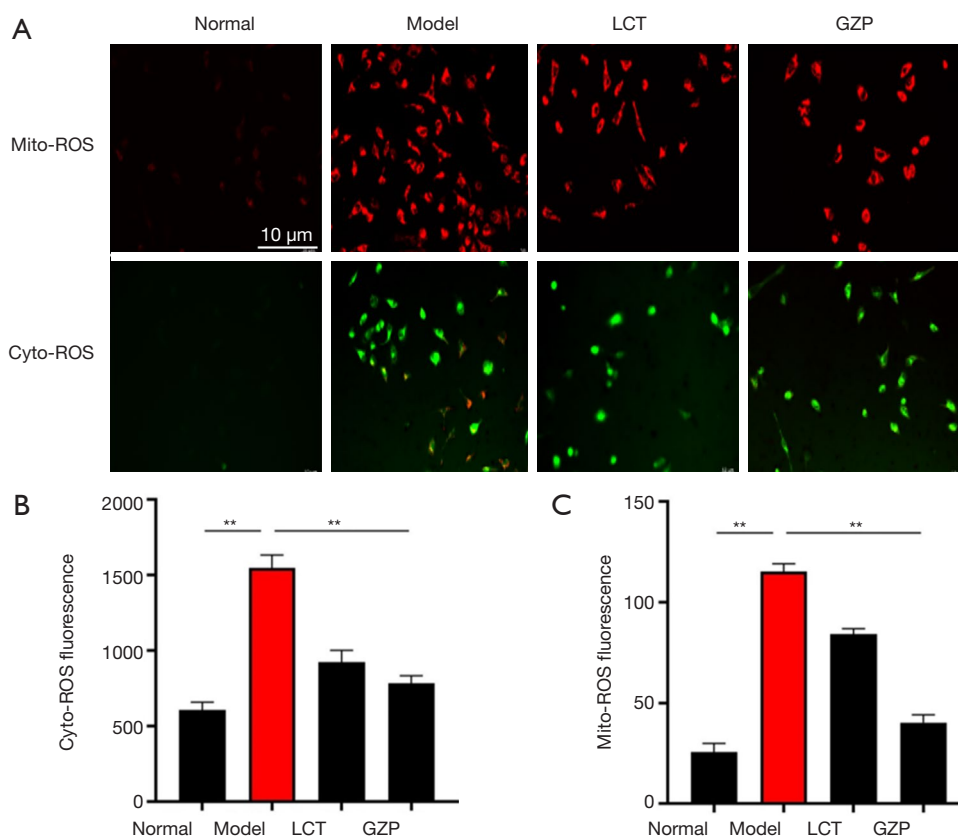 A
Normal Model LCT GZP
Mito-ROS
10 µm
Cyto-ROS
B
Cyto-ROS fluorescence
2000
1500
1000
500
0
** **
Normal Model LCT GZP
C
Mito-ROS fluorescence
150
100
50
0
** **
Normal Model LCT GZP